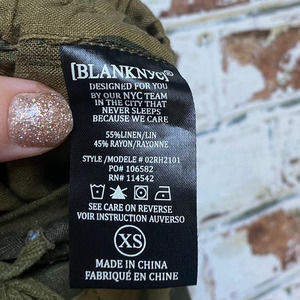 [BLANKNYC]®
DESIGNED FOR YOU
BY OUR NYC TEAM
IN THE CITY THAT
NEVER SLEEPS
BECAUSE WE CARE
55%LINEN/LIN
45% RAYON/RAYONNE
STYLE /MODELE # 02RH2101
PO# 106582
RN# 114542
SEE CARE ON REVERSE
VOIR INSTRUCTION AUVERSO
XS
MADE IN CHINA
FABRIQUÉ EN CHINE